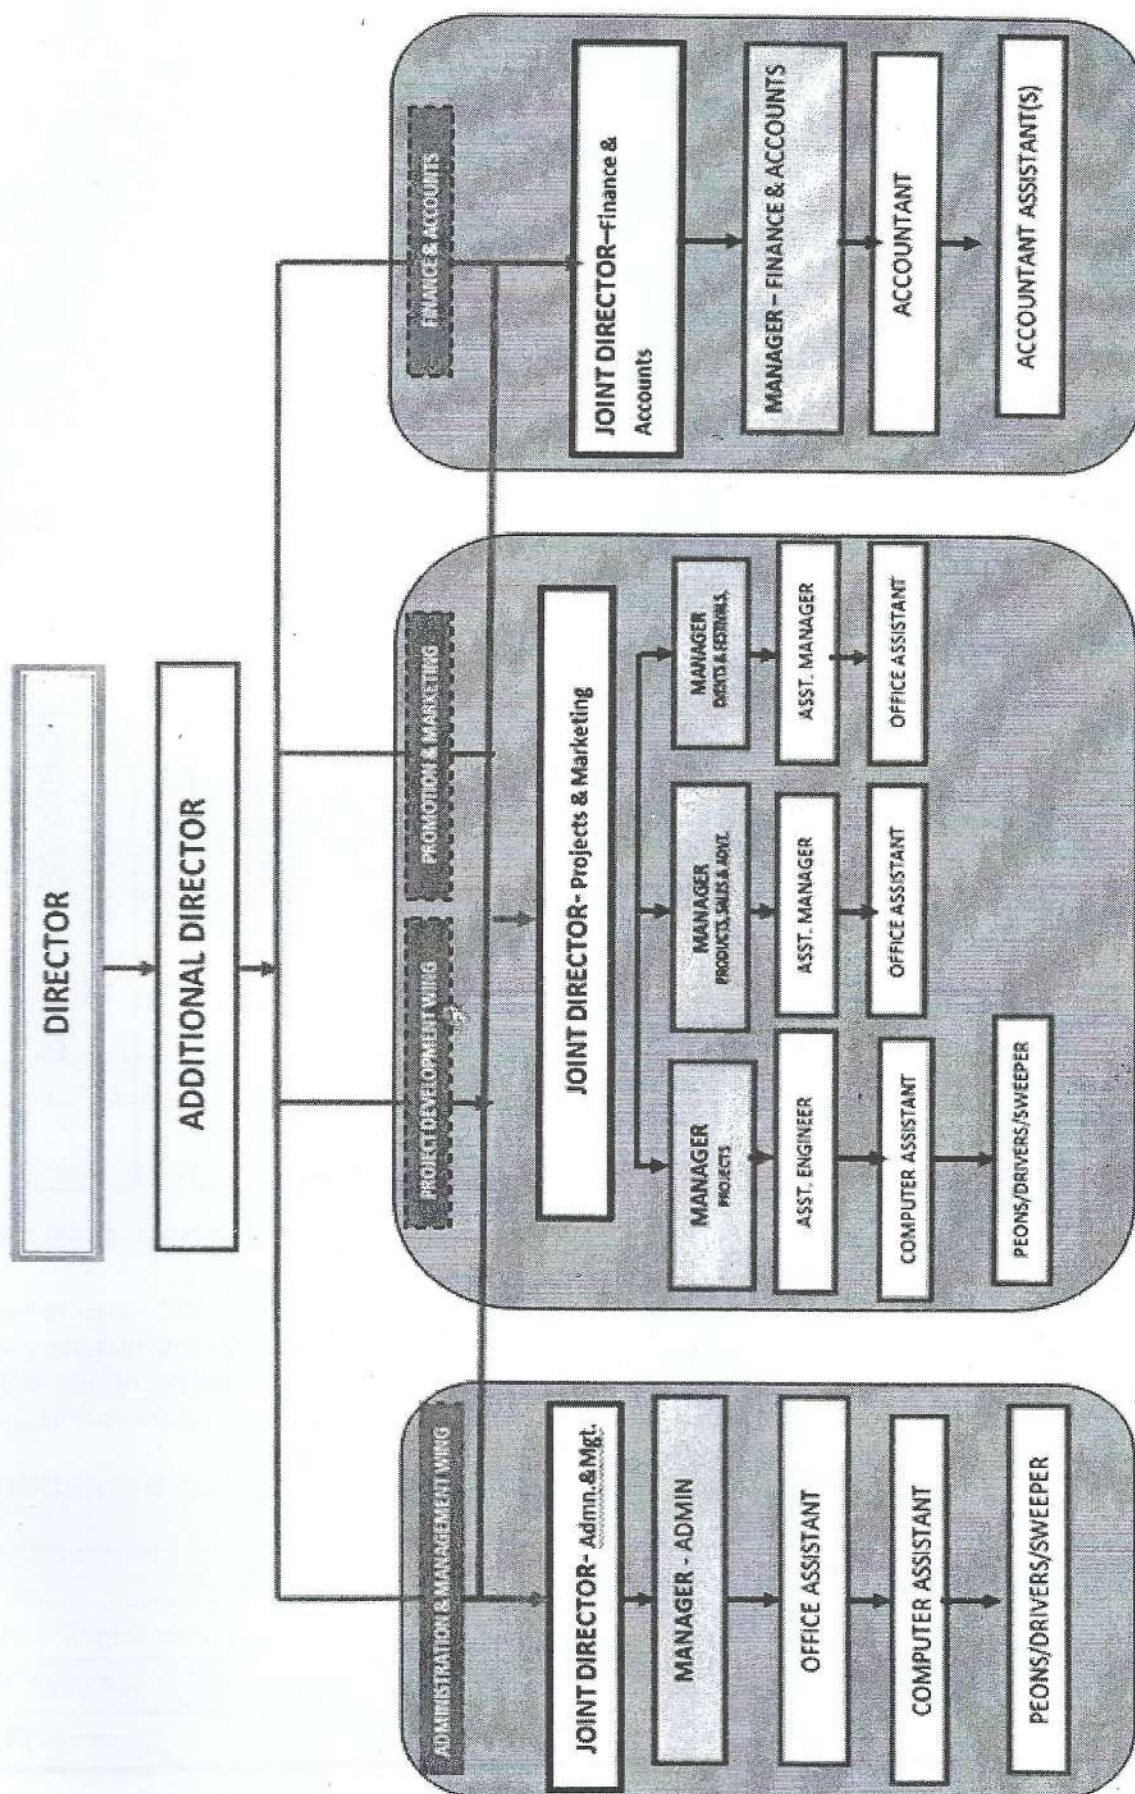 DIRECTOR
ADDITIONAL DIRECTOR
ADMINISTRATION & MANAGEMENT WING
PROJECT DEVELOPMENT WING
PROMOTION & MARKETING
FINANCE & ACCOUNTS
JOINT DIRECTOR- Admn.&Mgt.
MANAGER - ADMIN
OFFICE ASSISTANT
COMPUTER ASSISTANT
PEONS/DRIVERS/SWEEPER
JOINT DIRECTOR- Projects & Marketing
MANAGER
PROJECTS
ASST. ENGINEER
COMPUTER ASSISTANT
PEONS/DRIVERS/SWEEPER
MANAGER
PRODUCTS, SALES & ADVT.
ASST. MANAGER
OFFICE ASSISTANT
MANAGER
EVENTS & FESTIVALS.
ASST. MANAGER
OFFICE ASSISTANT
JOINT DIRECTOR–Finance &
Accounts
MANAGER – FINANCE & ACCOUNTS
ACCOUNTANT
ACCOUNTANT ASSISTANT(S)